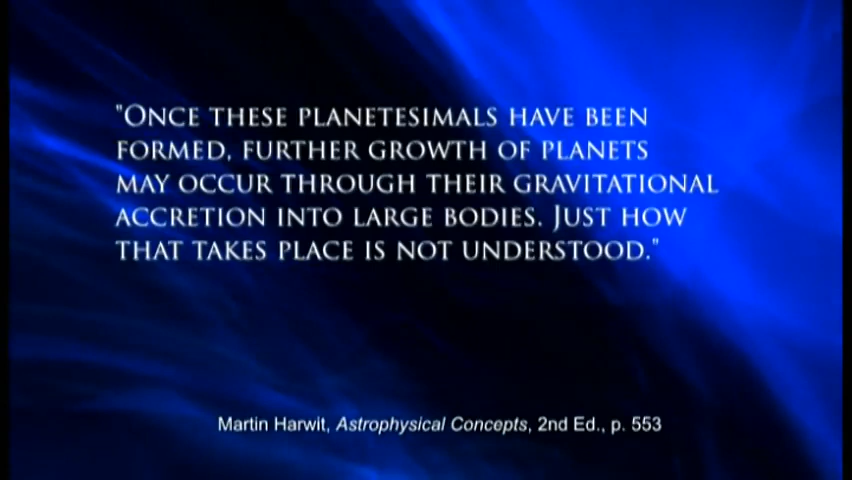 "Once these planetesimals have been
formed, further growth of planets
may occur through their gravitational
accretion into large bodies. Just how
that takes place is not understood."
Martin Harwit, Astrophysical Concepts, 2nd Ed., p. 553